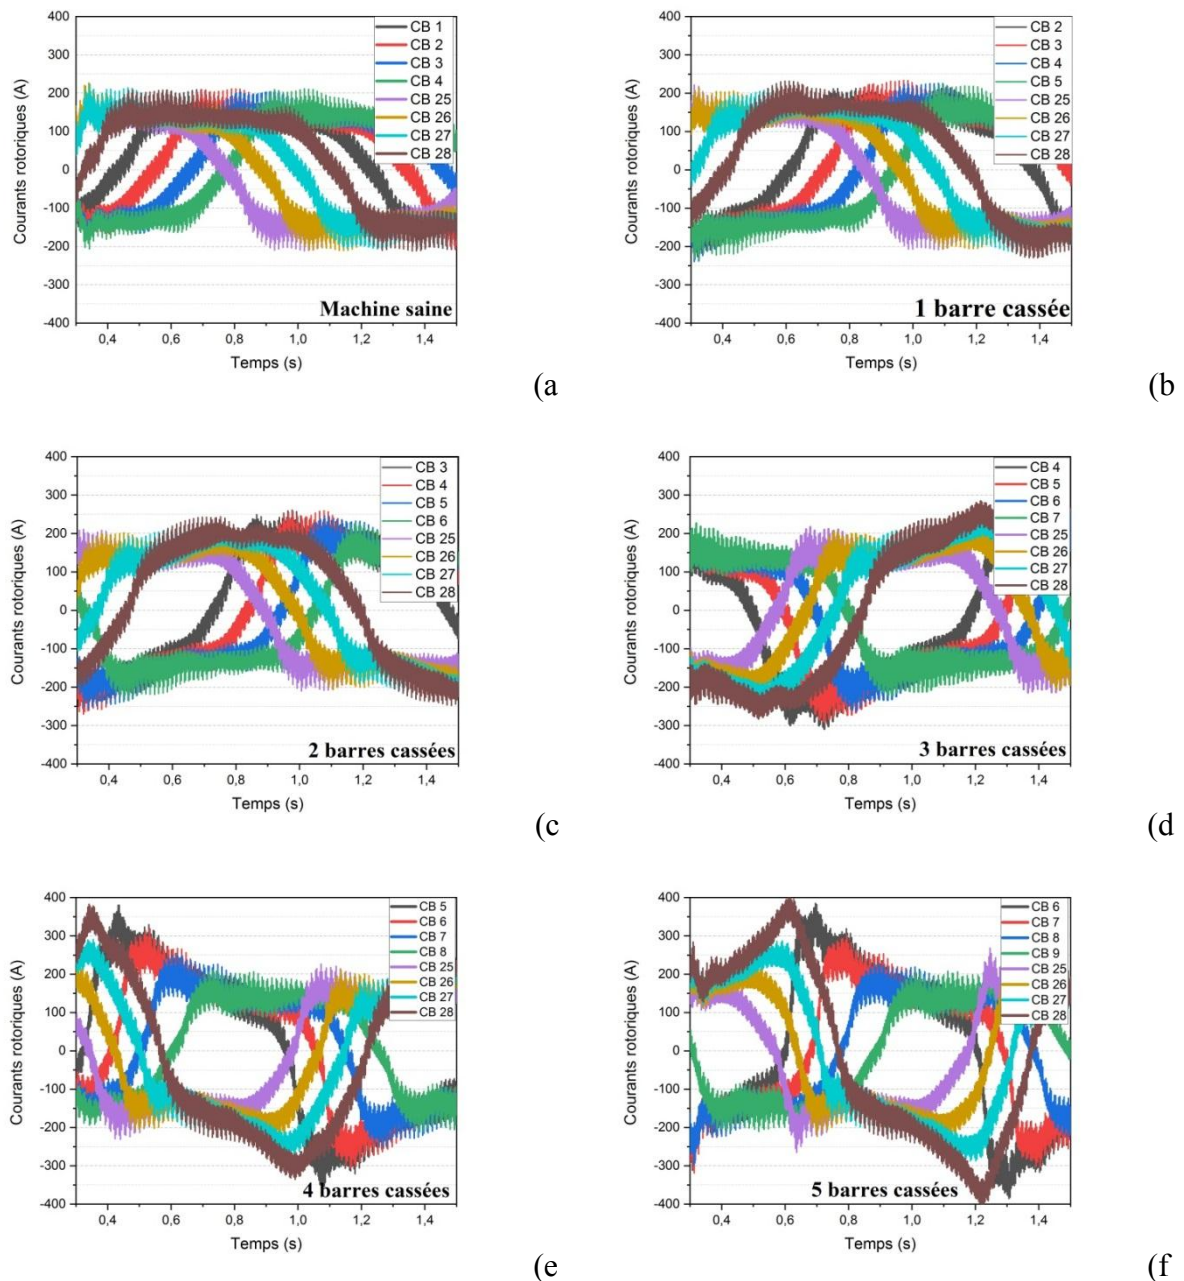 400
300
200
100
0
-100
-200
-300
-400
Courants rotoriques (A)
CB 1
CB 2
CB 3
CB 4
CB 25
CB 26
CB 27
CB 28
Machine saine
0,4 0,6 0,8 1,0 1,2 1,4
Temps (s)
(a
400
300
200
100
0
-100
-200
-300
-400
Courants rotoriques (A)
CB 2
CB 3
CB 4
CB 5
CB 25
CB 26
CB 27
CB 28
1 barre cassée
0,4 0,6 0,8 1,0 1,2 1,4
Temps (s)
(b
400
300
200
100
0
-100
-200
-300
-400
Courants rotoriques (A)
CB 3
CB 4
CB 5
CB 6
CB 25
CB 26
CB 27
CB 28
2 barres cassées
0,4 0,6 0,8 1,0 1,2 1,4
Temps (s)
(c
400
300
200
100
0
-100
-200
-300
-400
Courants rotoriques (A)
CB 4
CB 5
CB 6
CB 7
CB 25
CB 26
CB 27
CB 28
3 barres cassées
0,4 0,6 0,8 1,0 1,2 1,4
Temps (s)
(d
400
300
200
100
0
-100
-200
-300
-400
Courants rotoriques (A)
CB 5
CB 6
CB 7
CB 8
CB 25
CB 26
CB 27
CB 28
4 barres cassées
0,4 0,6 0,8 1,0 1,2 1,4
Temps (s)
(e
400
300
200
100
0
-100
-200
-300
-400
Courants rotoriques (A)
CB 6
CB 7
CB 8
CB 9
CB 25
CB 26
CB 27
CB 28
5 barres cassées
0,4 0,6 0,8 1,0 1,2 1,4
Temps (s)
(f